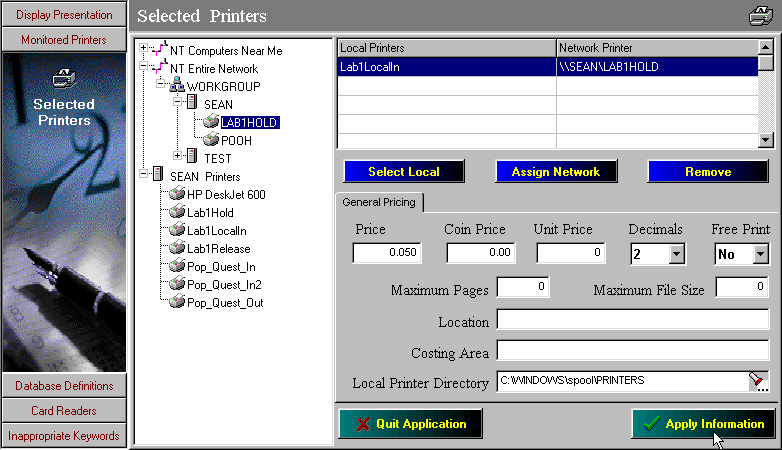 Display Presentation
Monitored Printers
Selected
Printers
Database Definitions
Card Readers
Inappropriate Keywords
Selected Printers
NT Computers Near Me
NT Entire Network
WORKGROUP
SEAN
LAB1HOLD
POOH
TEST
SEAN Printers
HP DeskJet 600
Lab1Hold
Lab1LocalIn
Lab1Release
Pop_Quest_In
Pop_Quest_In2
Pop_Quest_Out
Local Printers Network Printer
Lab1LocalIn \\SEAN\LAB1HOLD
Select Local Assign Network Remove
General Pricing
Price Coin Price Unit Price Decimals Free Print
0.050 0.00 0 2 No
Maximum Pages 0 Maximum File Size 0
Location
Costing Area
Local Printer Directory C:\WINDOWS\spool\PRINTERS ...
Quit Application Apply Information